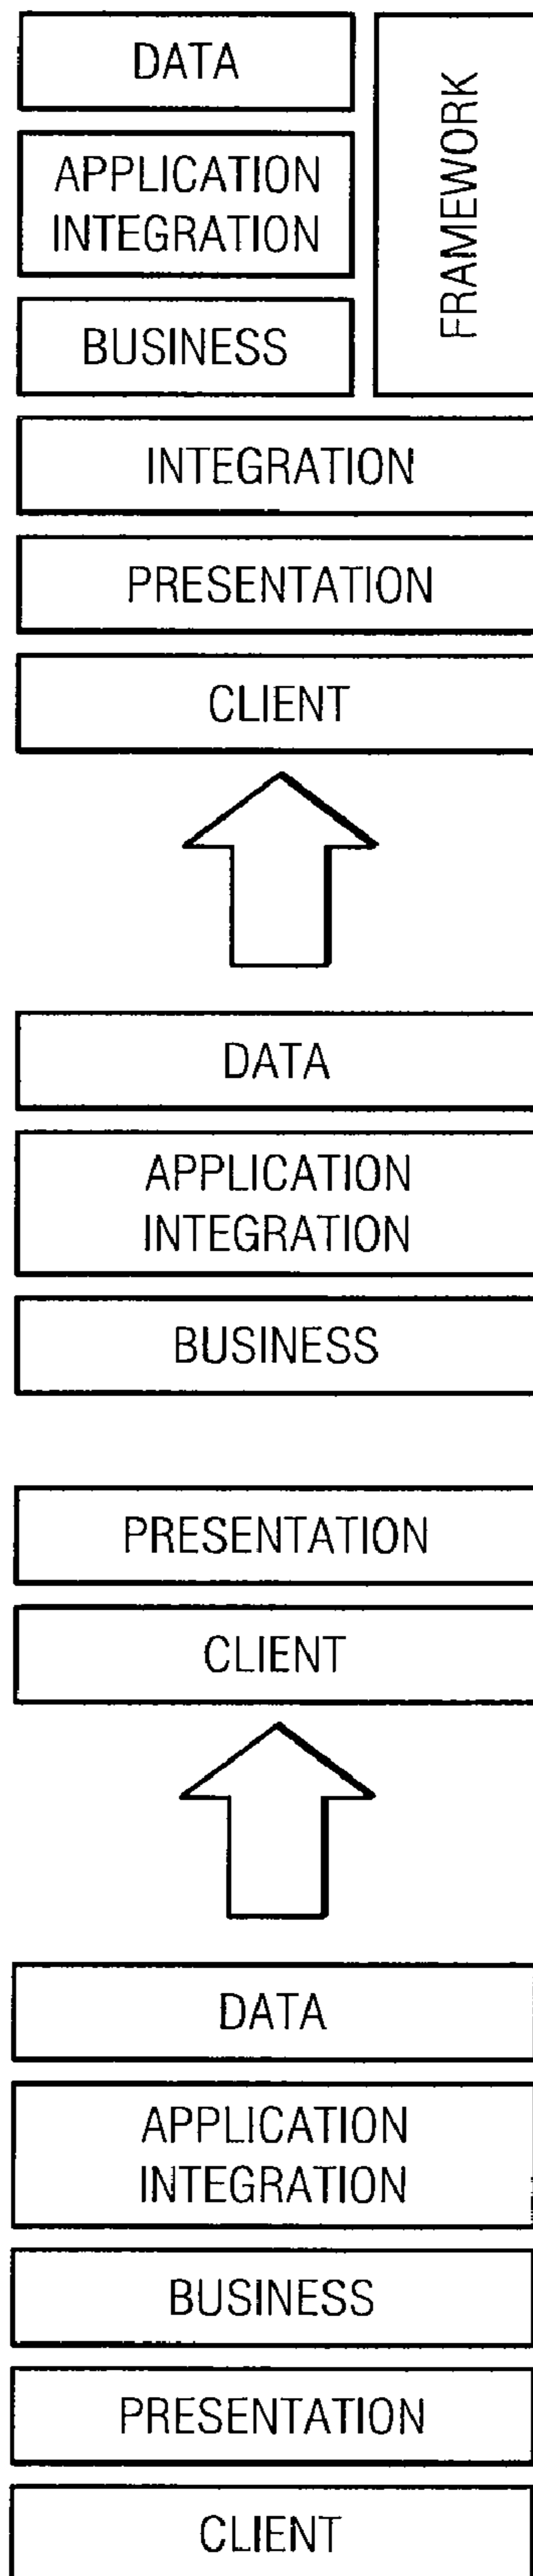 DATA
APPLICATION
INTEGRATION
BUSINESS
FRAMEWORK
INTEGRATION
PRESENTATION
CLIENT
DATA
APPLICATION
INTEGRATION
BUSINESS
PRESENTATION
CLIENT
DATA
APPLICATION
INTEGRATION
BUSINESS
PRESENTATION
CLIENT